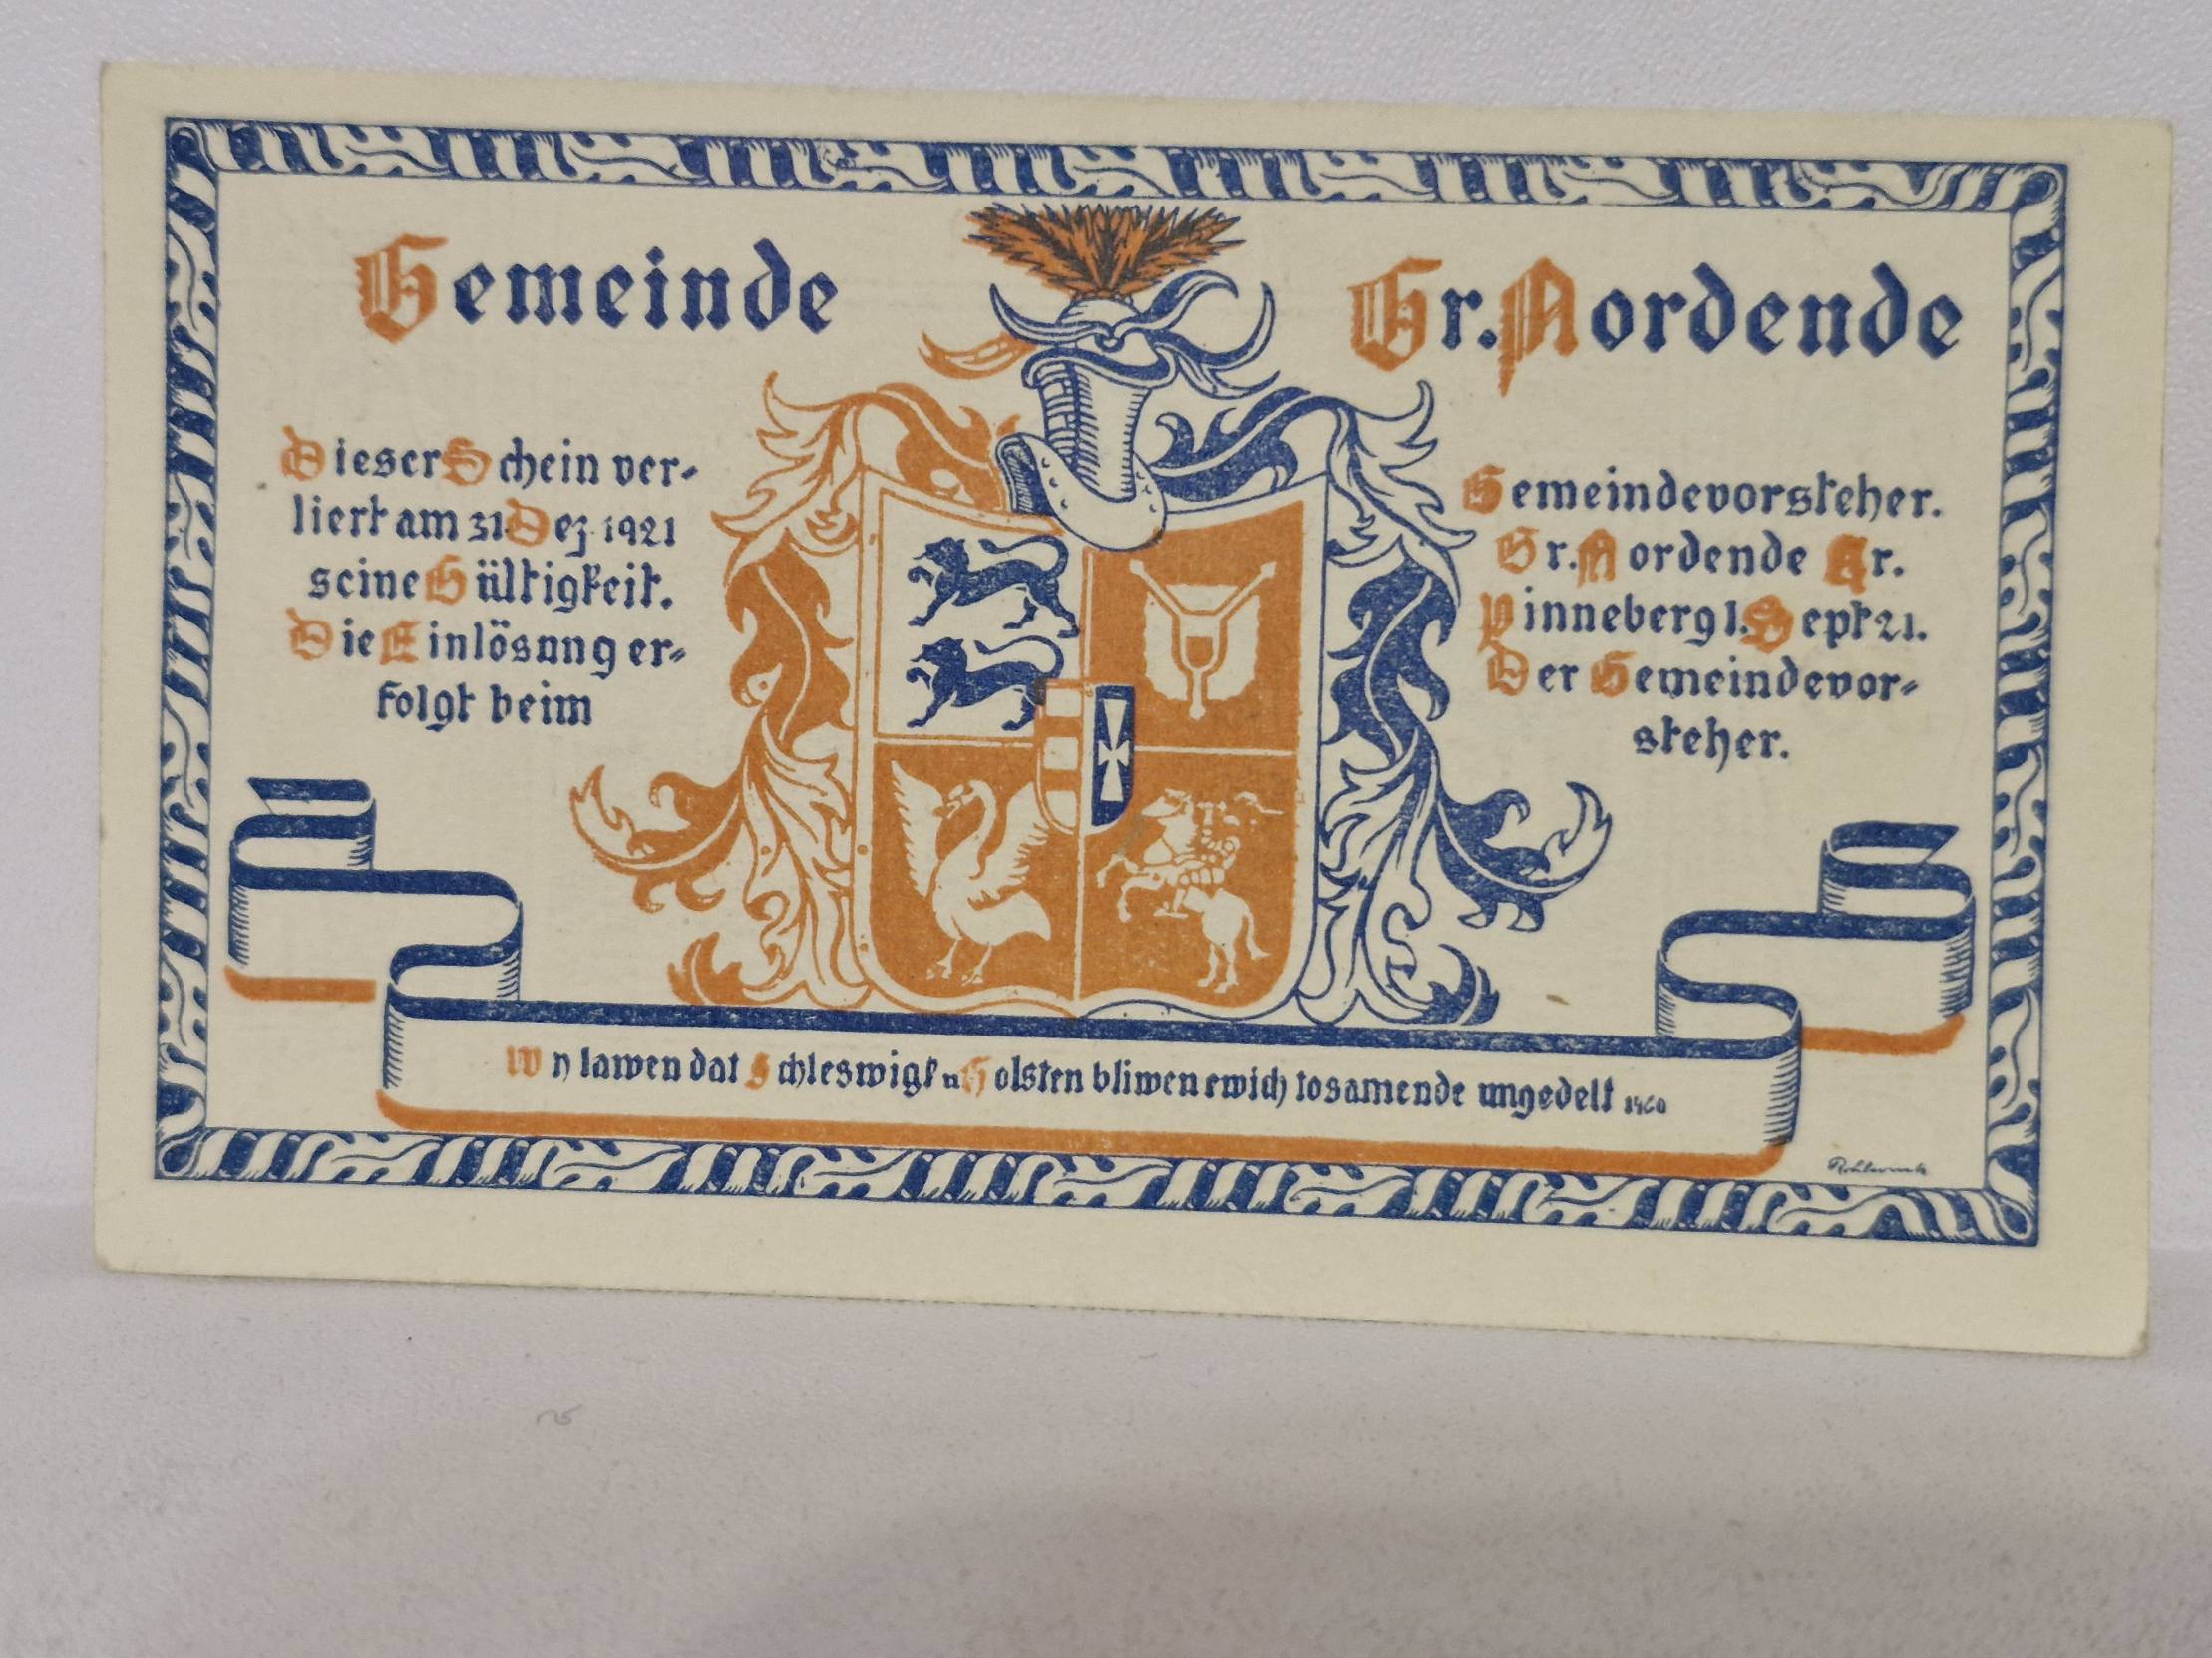 Gemeinde
Gr. Nordende
Dieser Schein ver-
liert am 31 Dez. 1921
seine Gültigkeit.
Die Einlösung er-
folgt beim
Gemeindevorsteher.
Gr. Nordende Kr.
Pinneberg 1. Sept 21.
Der Gemeindevor-
steher.
Wy lawen dat Schleswigk u Holsten bliwen ewich tosamende ungedelt 1460